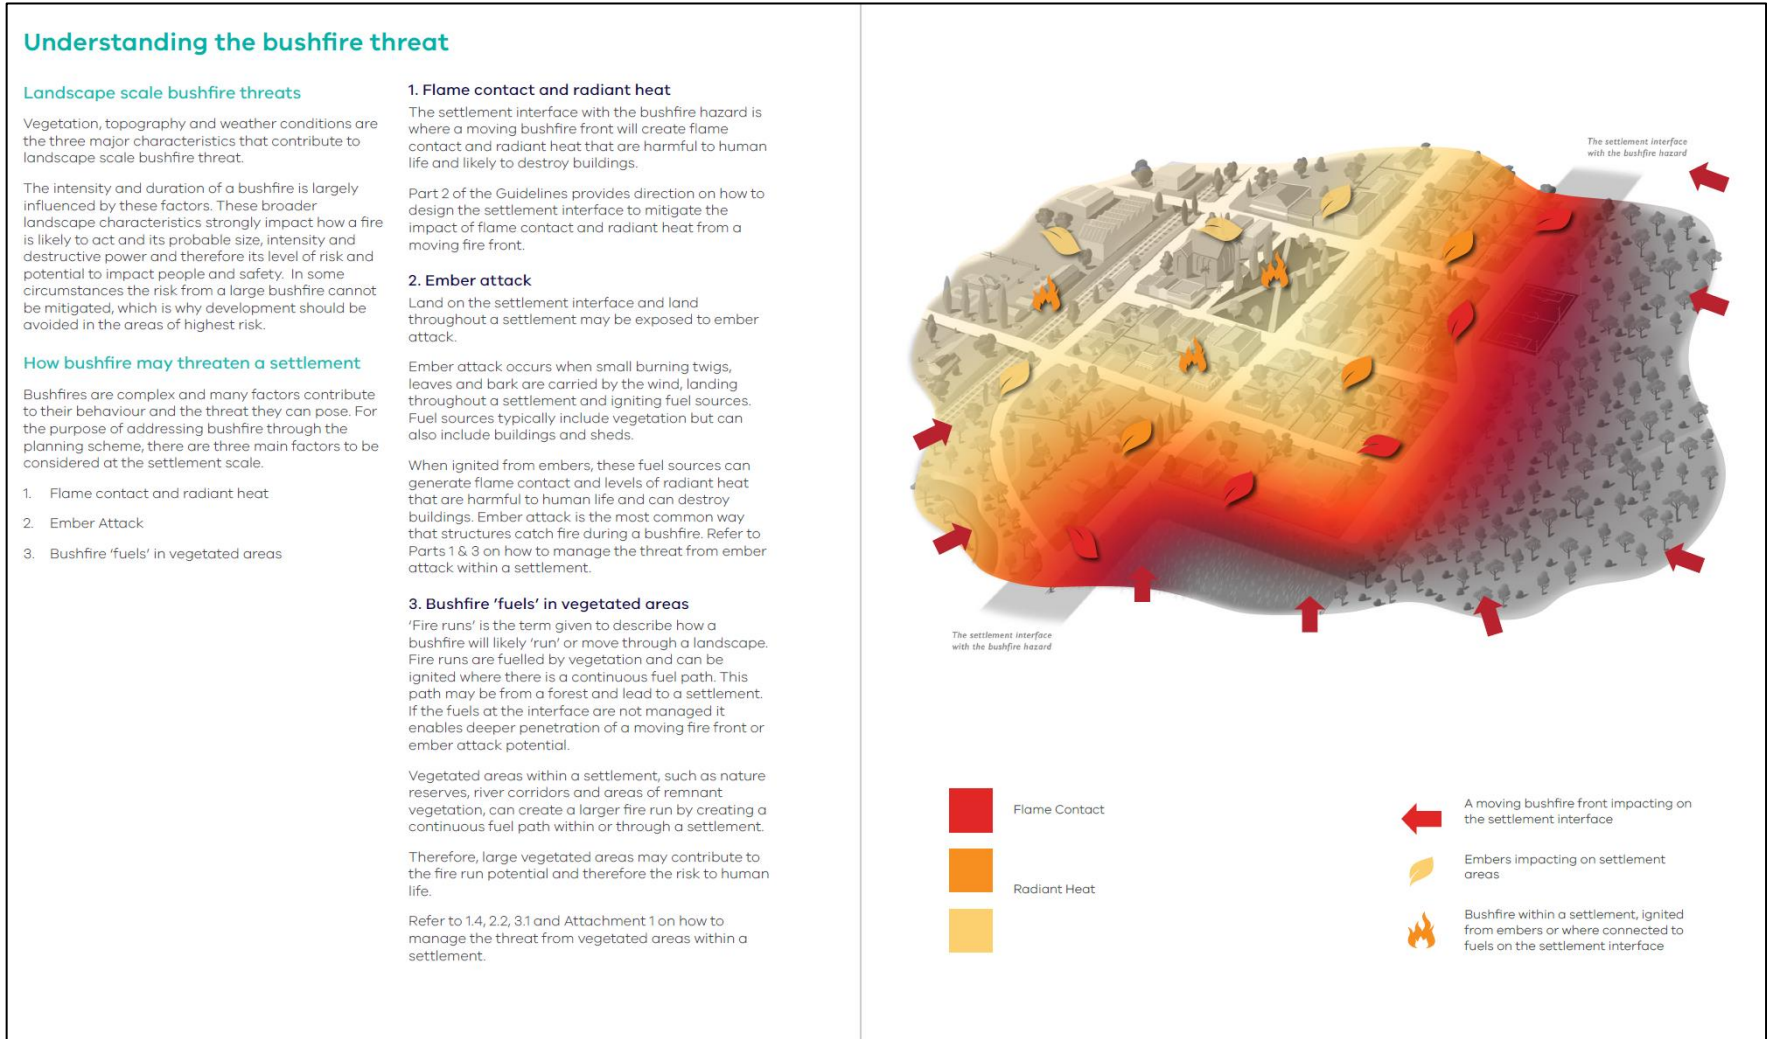 Understanding the bushfire threat
Landscape scale bushfire threats
Vegetation, topography and weather conditions are
the three major characteristics that contribute to
landscape scale bushfire threat.
The intensity and duration of a bushfire is largely
influenced by these factors. These broader
landscape characteristics strongly impact how a fire
is likely to act and its probable size, intensity and
destructive power and therefore its level of risk and
potential to impact people and safety. In some
circumstances the risk from a large bushfire cannot
be mitigated, which is why development should be
avoided in the areas of highest risk.
How bushfire may threaten a settlement
Bushfires are complex and many factors contribute
to their behaviour and the threat they can pose. For
the purpose of addressing bushfire through the
planning scheme, there are three main factors to be
considered at the settlement scale.
1. Flame contact and radiant heat
2. Ember Attack
3. Bushfire 'fuels' in vegetated areas
1. Flame contact and radiant heat
The settlement interface with the bushfire hazard is
where a moving bushfire front will create flame
contact and radiant heat that are harmful to human
life and likely to destroy buildings.
Part 2 of the Guidelines provides direction on how to
design the settlement interface to mitigate the
impact of flame contact and radiant heat from a
moving fire front.
2. Ember attack
Land on the settlement interface and land
throughout a settlement may be exposed to ember
attack.
Ember attack occurs when small burning twigs,
leaves and bark are carried by the wind, landing
throughout a settlement and igniting fuel sources.
Fuel sources typically include vegetation but can
also include buildings and sheds.
When ignited from embers, these fuel sources can
generate flame contact and levels of radiant heat
that are harmful to human life and can destroy
buildings. Ember attack is the most common way
that structures catch fire during a bushfire. Refer to
Parts 1 & 3 on how to manage the threat from ember
attack within a settlement.
3. Bushfire 'fuels' in vegetated areas
'Fire runs' is the term given to describe how a
bushfire will likely 'run' or move through a landscape.
Fire runs are fuelled by vegetation and can be
ignited where there is a continuous fuel path. This
path may be from a forest and lead to a settlement.
If the fuels at the interface are not managed it
enables deeper penetration of a moving fire front or
ember attack potential.
Vegetated areas within a settlement, such as nature
reserves, river corridors and areas of remnant
vegetation, can create a larger fire run by creating a
continuous fuel path within or through a settlement.
Therefore, large vegetated areas may contribute to
the fire run potential and therefore the risk to human
life.
Refer to 1.4, 2.2, 3.1 and Attachment 1 on how to
manage the threat from vegetated areas within a
settlement.
The settlement interface
with the bushfire hazard
The settlement interface
with the bushfire hazard
Flame Contact
Radiant Heat
A moving bushfire front impacting on
the settlement interface
Embers impacting on settlement
areas
Bushfire within a settlement, ignited
from embers or where connected to
fuels on the settlement interface